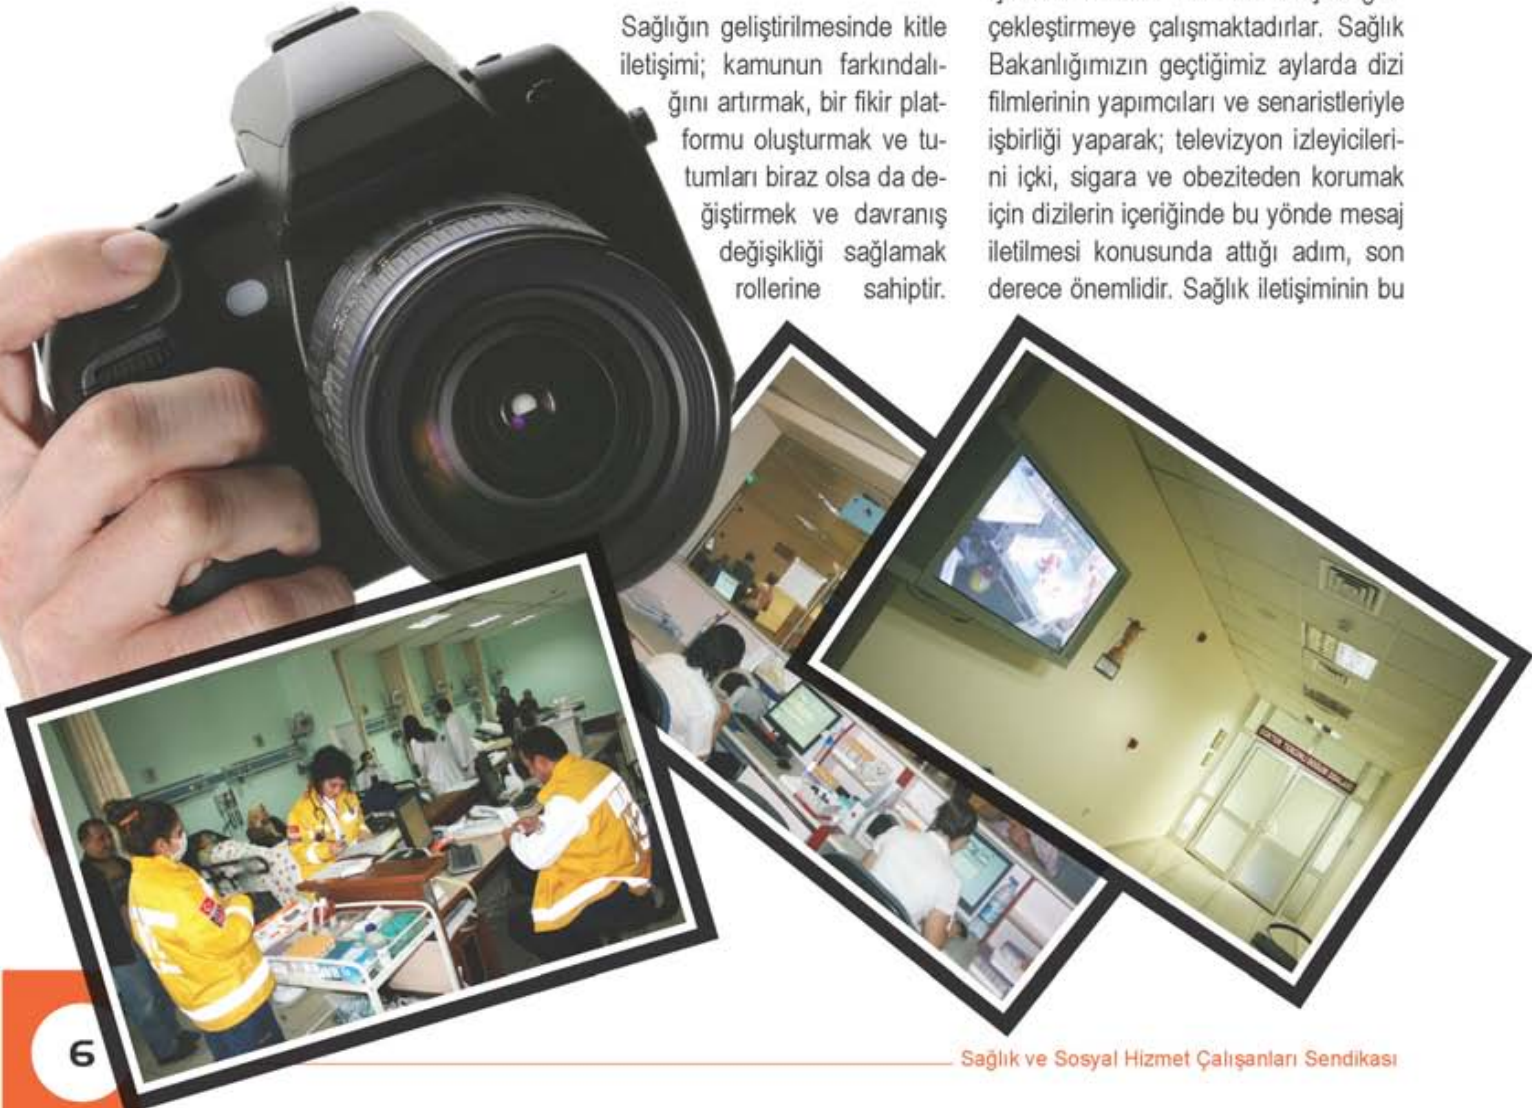 Sağlığın geliştirilmesinde kitle
iletişimi; kamunun farkındalı-
ğını artırmak, bir fikir plat-
formu oluşturmak ve tu-
tumları biraz olsa da de-
ğiştirmek ve davranış
değişikliği sağlamak
rollerine sahiptir.
çekleştirmeye çalışmaktadırlar. Sağlık
Bakanlığımızın geçtiğimiz aylarda dizi
filmlerinin yapımcıları ve senaristleriyle
işbirliği yaparak; televizyon izleyicileri-
ni içki, sigara ve obeziteden korumak
için dizilerin içeriğinde bu yönde mesaj
iletilmesi konusunda attığı adım, son
derece önemlidir. Sağlık iletişiminin bu
6
Sağlık ve Sosyal Hizmet Çalışanları Sendikası